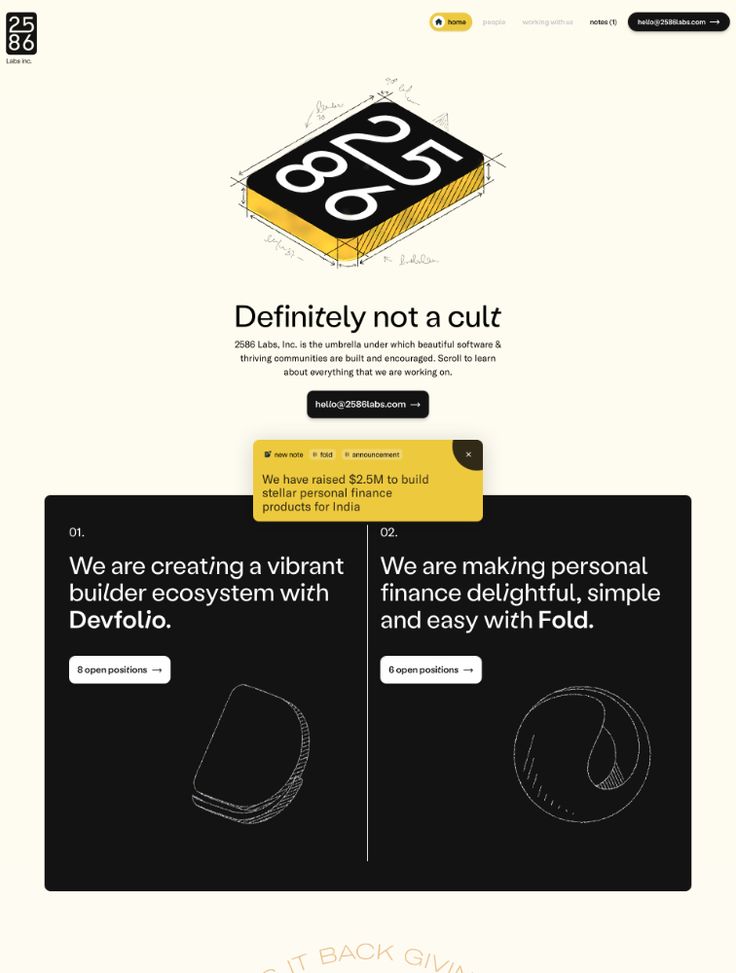 25
86
Labs Inc.
home
people
working with us
notes (1)
hello@2586labs.com →
25
86
Definitely not a cult
2586 Labs, Inc. is the umbrella under which beautiful software &
thriving communities are built and encouraged. Scroll to learn
about everything that we are working on.
hello@2586labs.com →
new note
fold
announcement
We have raised $2.5M to build
stellar personal finance
products for India
01.
We are creating a vibrant
builder ecosystem with
Devfolio.
8 open positions →
02.
We are making personal
finance delightful, simple
and easy with Fold.
6 open positions →
IT BACK